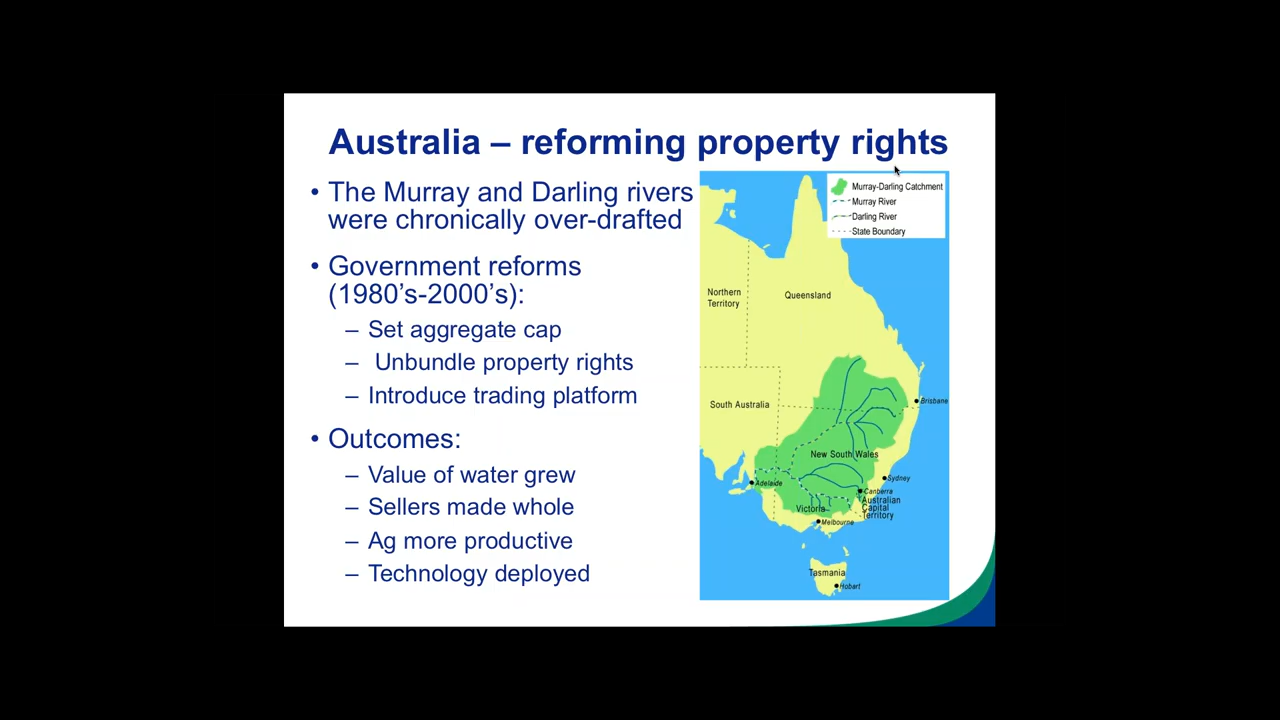 Australia – reforming property rights
• The Murray and Darling rivers
were chronically over-drafted
• Government reforms
(1980's-2000's):
– Set aggregate cap
– Unbundle property rights
– Introduce trading platform
• Outcomes:
– Value of water grew
– Sellers made whole
– Ag more productive
– Technology deployed
Murray-Darling Catchment
Murray River
Darling River
State Boundary
Northern
Territory
Queensland
South Australia
Brisbane
New South Wales
Sydney
Adelaide
Canberra
Australian
Capital
Territory
Victoria
Melbourne
Tasmania
Hobart